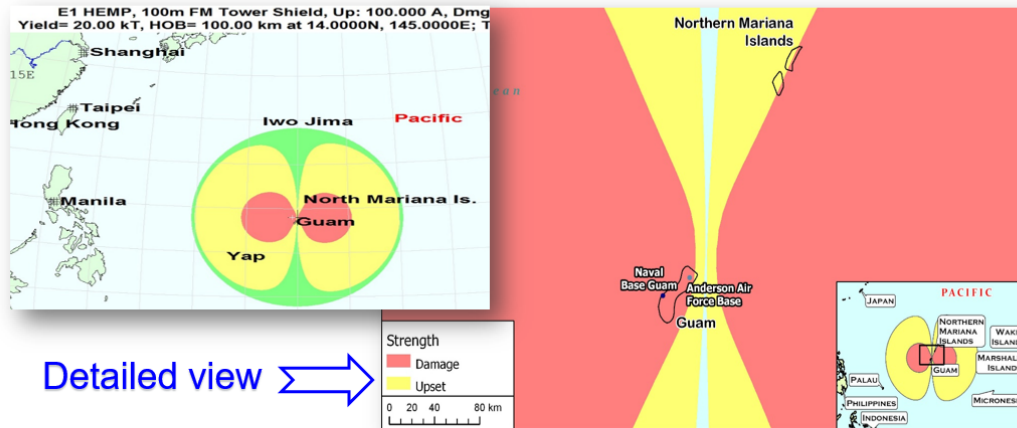 E1 HEMP, 100m FM Tower Shield, Up: 100.000 A, Dmg
Yield= 20.00 kT, HOB= 100.00 km at 14.0000N, 145.0000E; T
Shanghai
15E
Taipei
Hong Kong
Iwo Jima
Pacific
Manila
North Mariana Is.
Guam
Yap
Northern Mariana
Islands
ean
Naval
Base Guam
Anderson Air
Force Base
Guam
Detailed view
Strength
Damage
Upset
0 20 40 80 km
PACIFIC
JAPAN
NORTHERN
MARIANA
ISLANDS
WAKE
ISLAN
MARSHAL
ISLAND
GUAM
PALAU
PHILIPPINES
MICRONES
INDONESIA